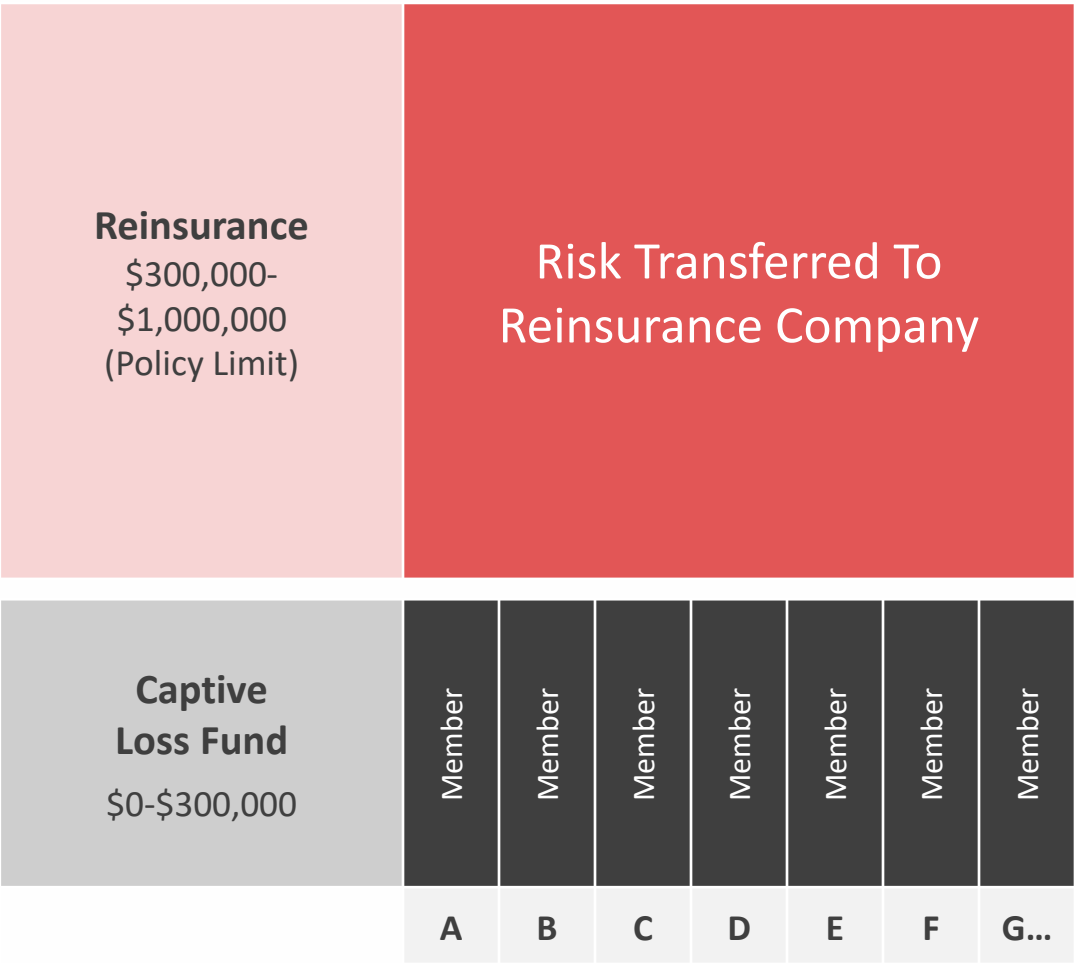 Reinsurance
$300,000-
$1,000,000
(Policy Limit)
Risk Transferred To
Reinsurance Company
Captive
Loss Fund
$0-$300,000
Member
Member
Member
Member
Member
Member
Member
A
B
C
D
E
F
G...